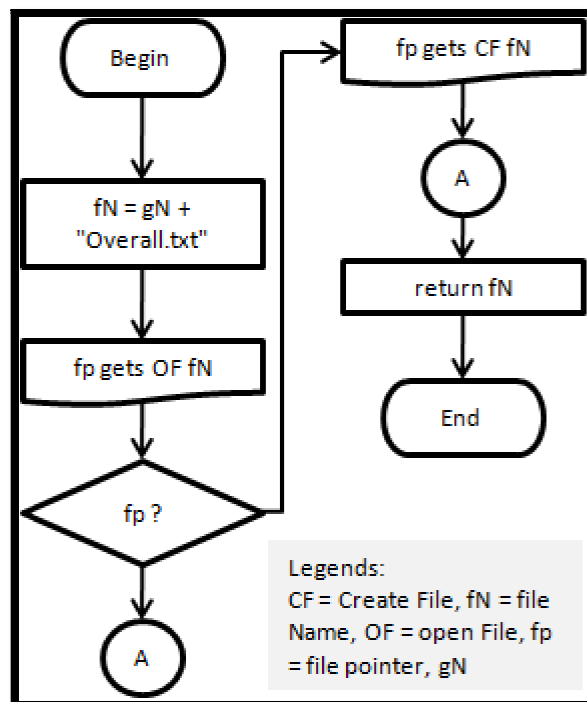 Begin
fN = gN +
"Overall.txt"
fp gets OF fN
fp ?
A
fp gets CF fN
A
return fN
End
Legends:
CF = Create File, fN = file
Name, OF = open File, fp
= file pointer, gN